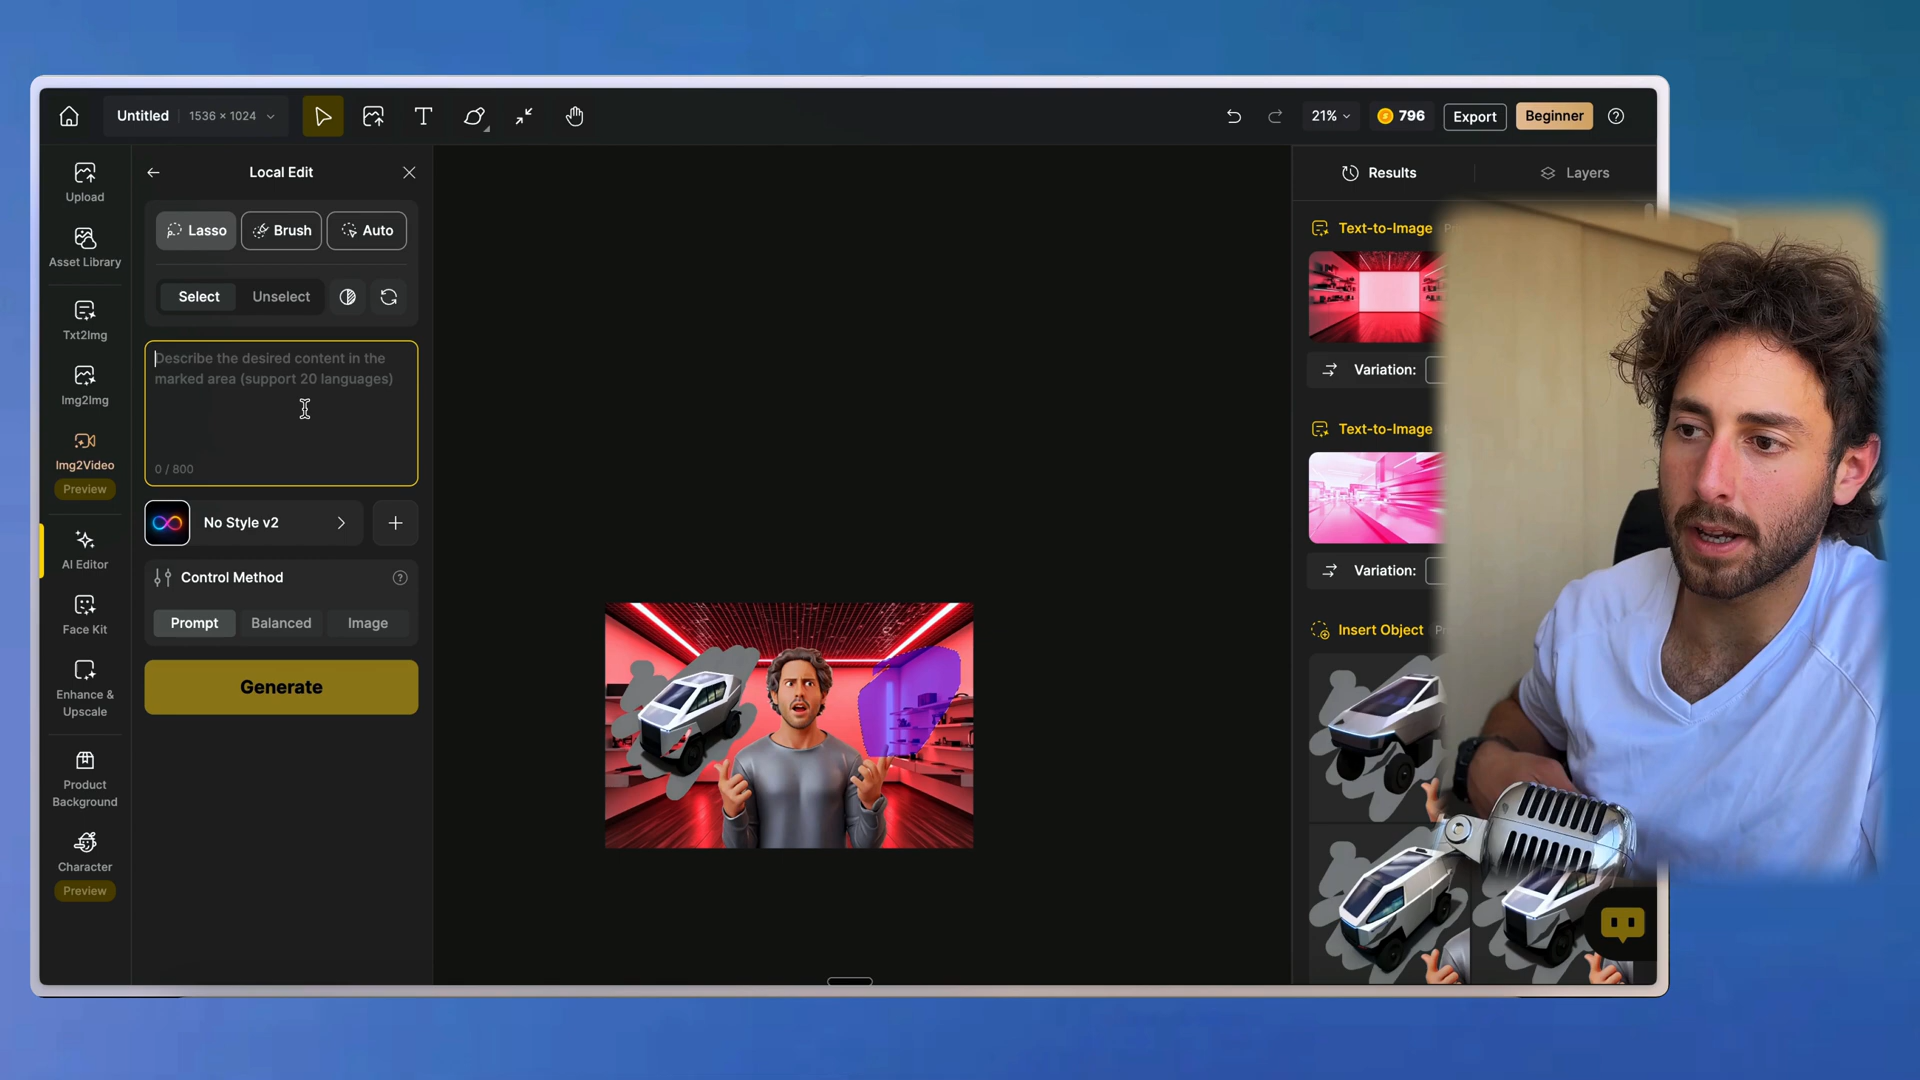 Untitled
1536 × 1024
21%
796
Export
Beginner
Upload
Asset Library
Txt2Img
Img2Img
Img2Video
Preview
AI Editor
Face Kit
Enhance &
Upscale
Product
Background
Character
Preview
Local Edit
Lasso
Brush
Auto
Select
Unselect
Describe the desired content in the
marked area (support 20 languages)
0 / 800
No Style v2
Control Method
Prompt
Balanced
Image
Generate
Results
Layers
Text-to-Image
Variation:
Text-to-Image
Variation:
Insert Object